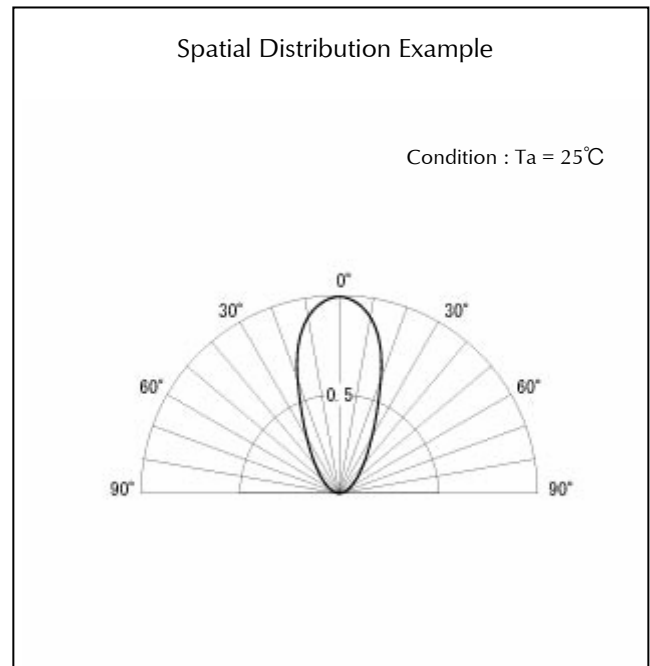 Spatial Distribution Example
Condition : Ta = 25℃
0°
30° 30°
60° 60°
0. 5
90° 90°